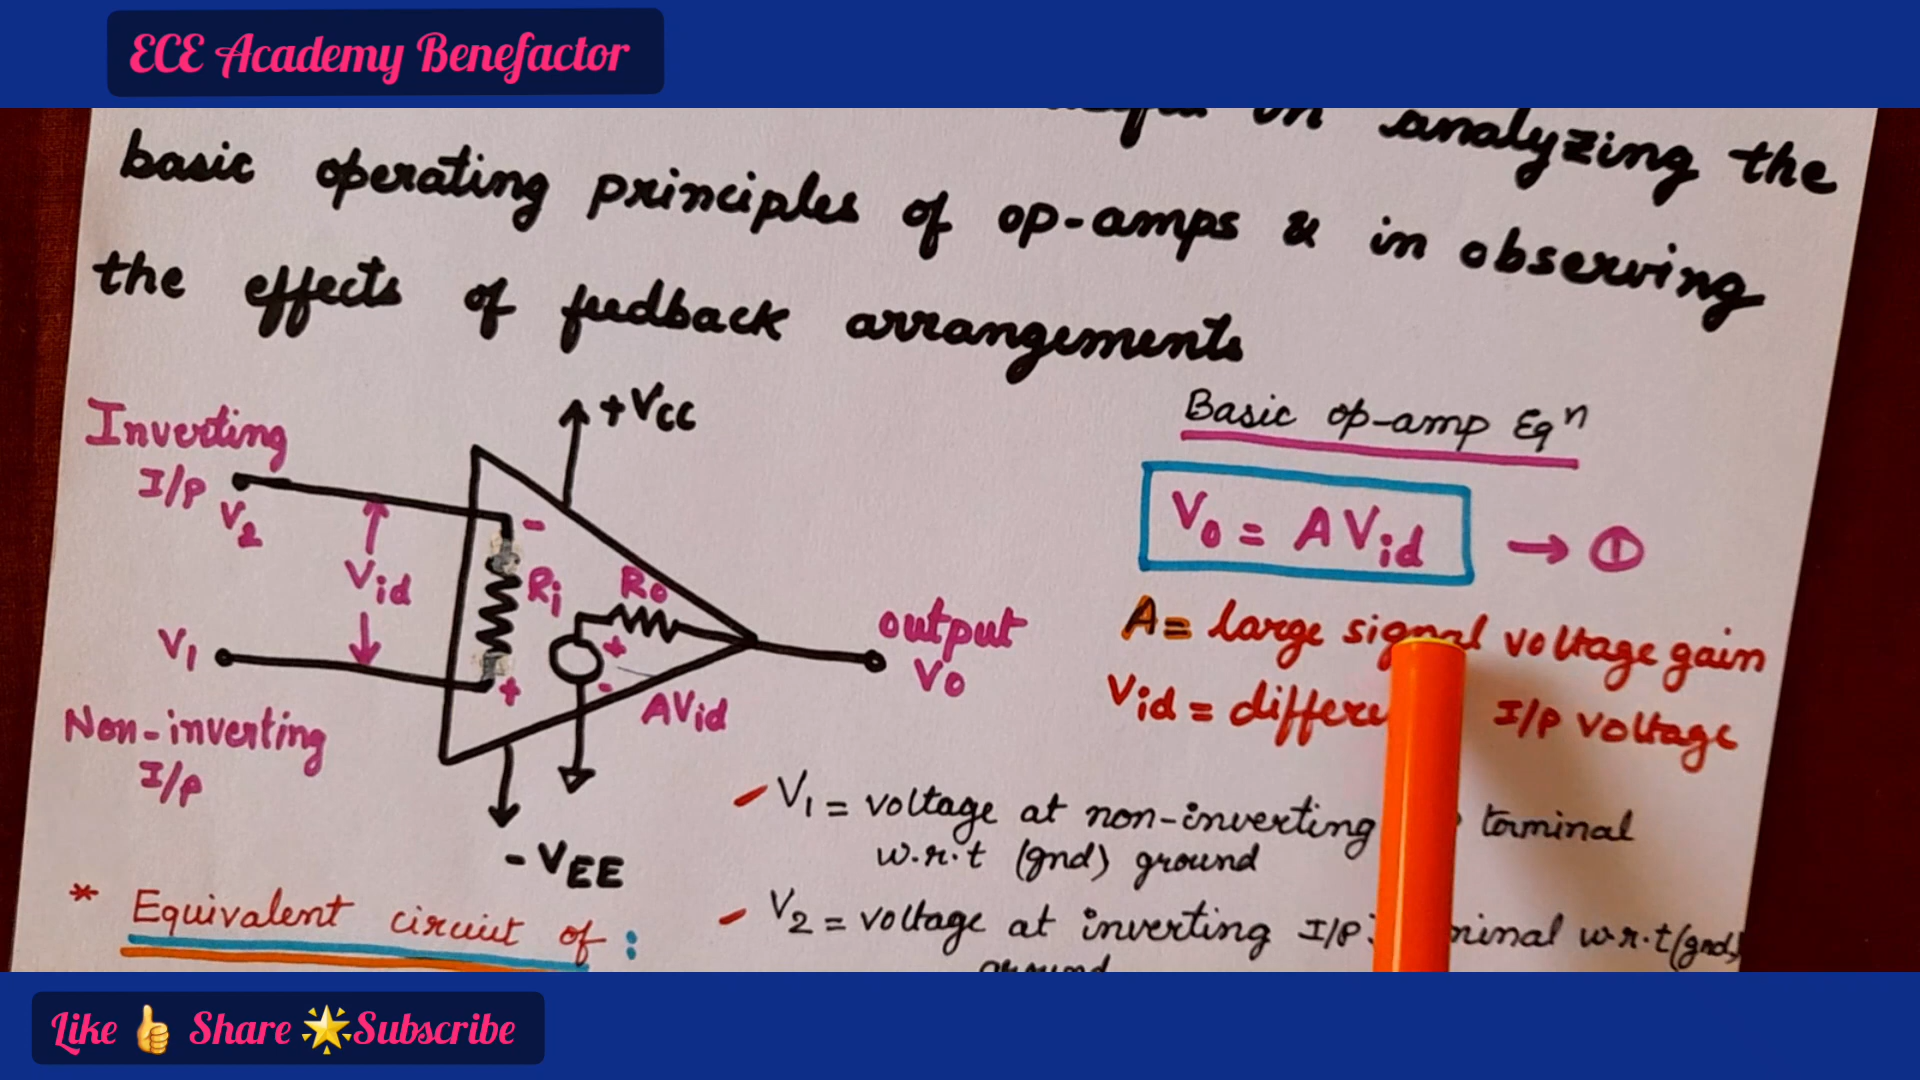 ECE Academy Benefactor
in analyzing the
basic operating principles of op-amps & in observing
the effects of feedback arrangements
+VCC
Inverting
I/P
V2
-
Vid
Ri
Ro
V1
+
+
-
AVid
output
Vo
Non-inverting
I/P
-VEE
* Equivalent circuit of :
Basic op-amp Eqn
Vo = AVid → ①
A = large signal voltage gain
Vid = I/P voltage
- V1 = voltage at non-inverting terminal
w.r.t (gnd) ground
- V2 = voltage at inverting I/P w.r.t (gnd)
ground
Like 👍 Share 🌟Subscribe